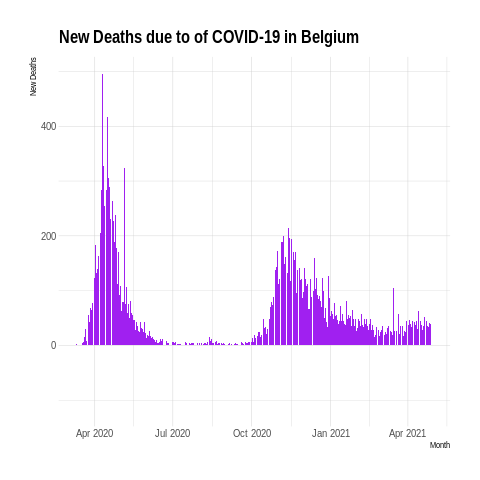 New Deaths due to of COVID-19 in Belgium
New Deaths
400
200
0
Apr 2020 Jul 2020 Oct 2020 Jan 2021 Apr 2021
Month